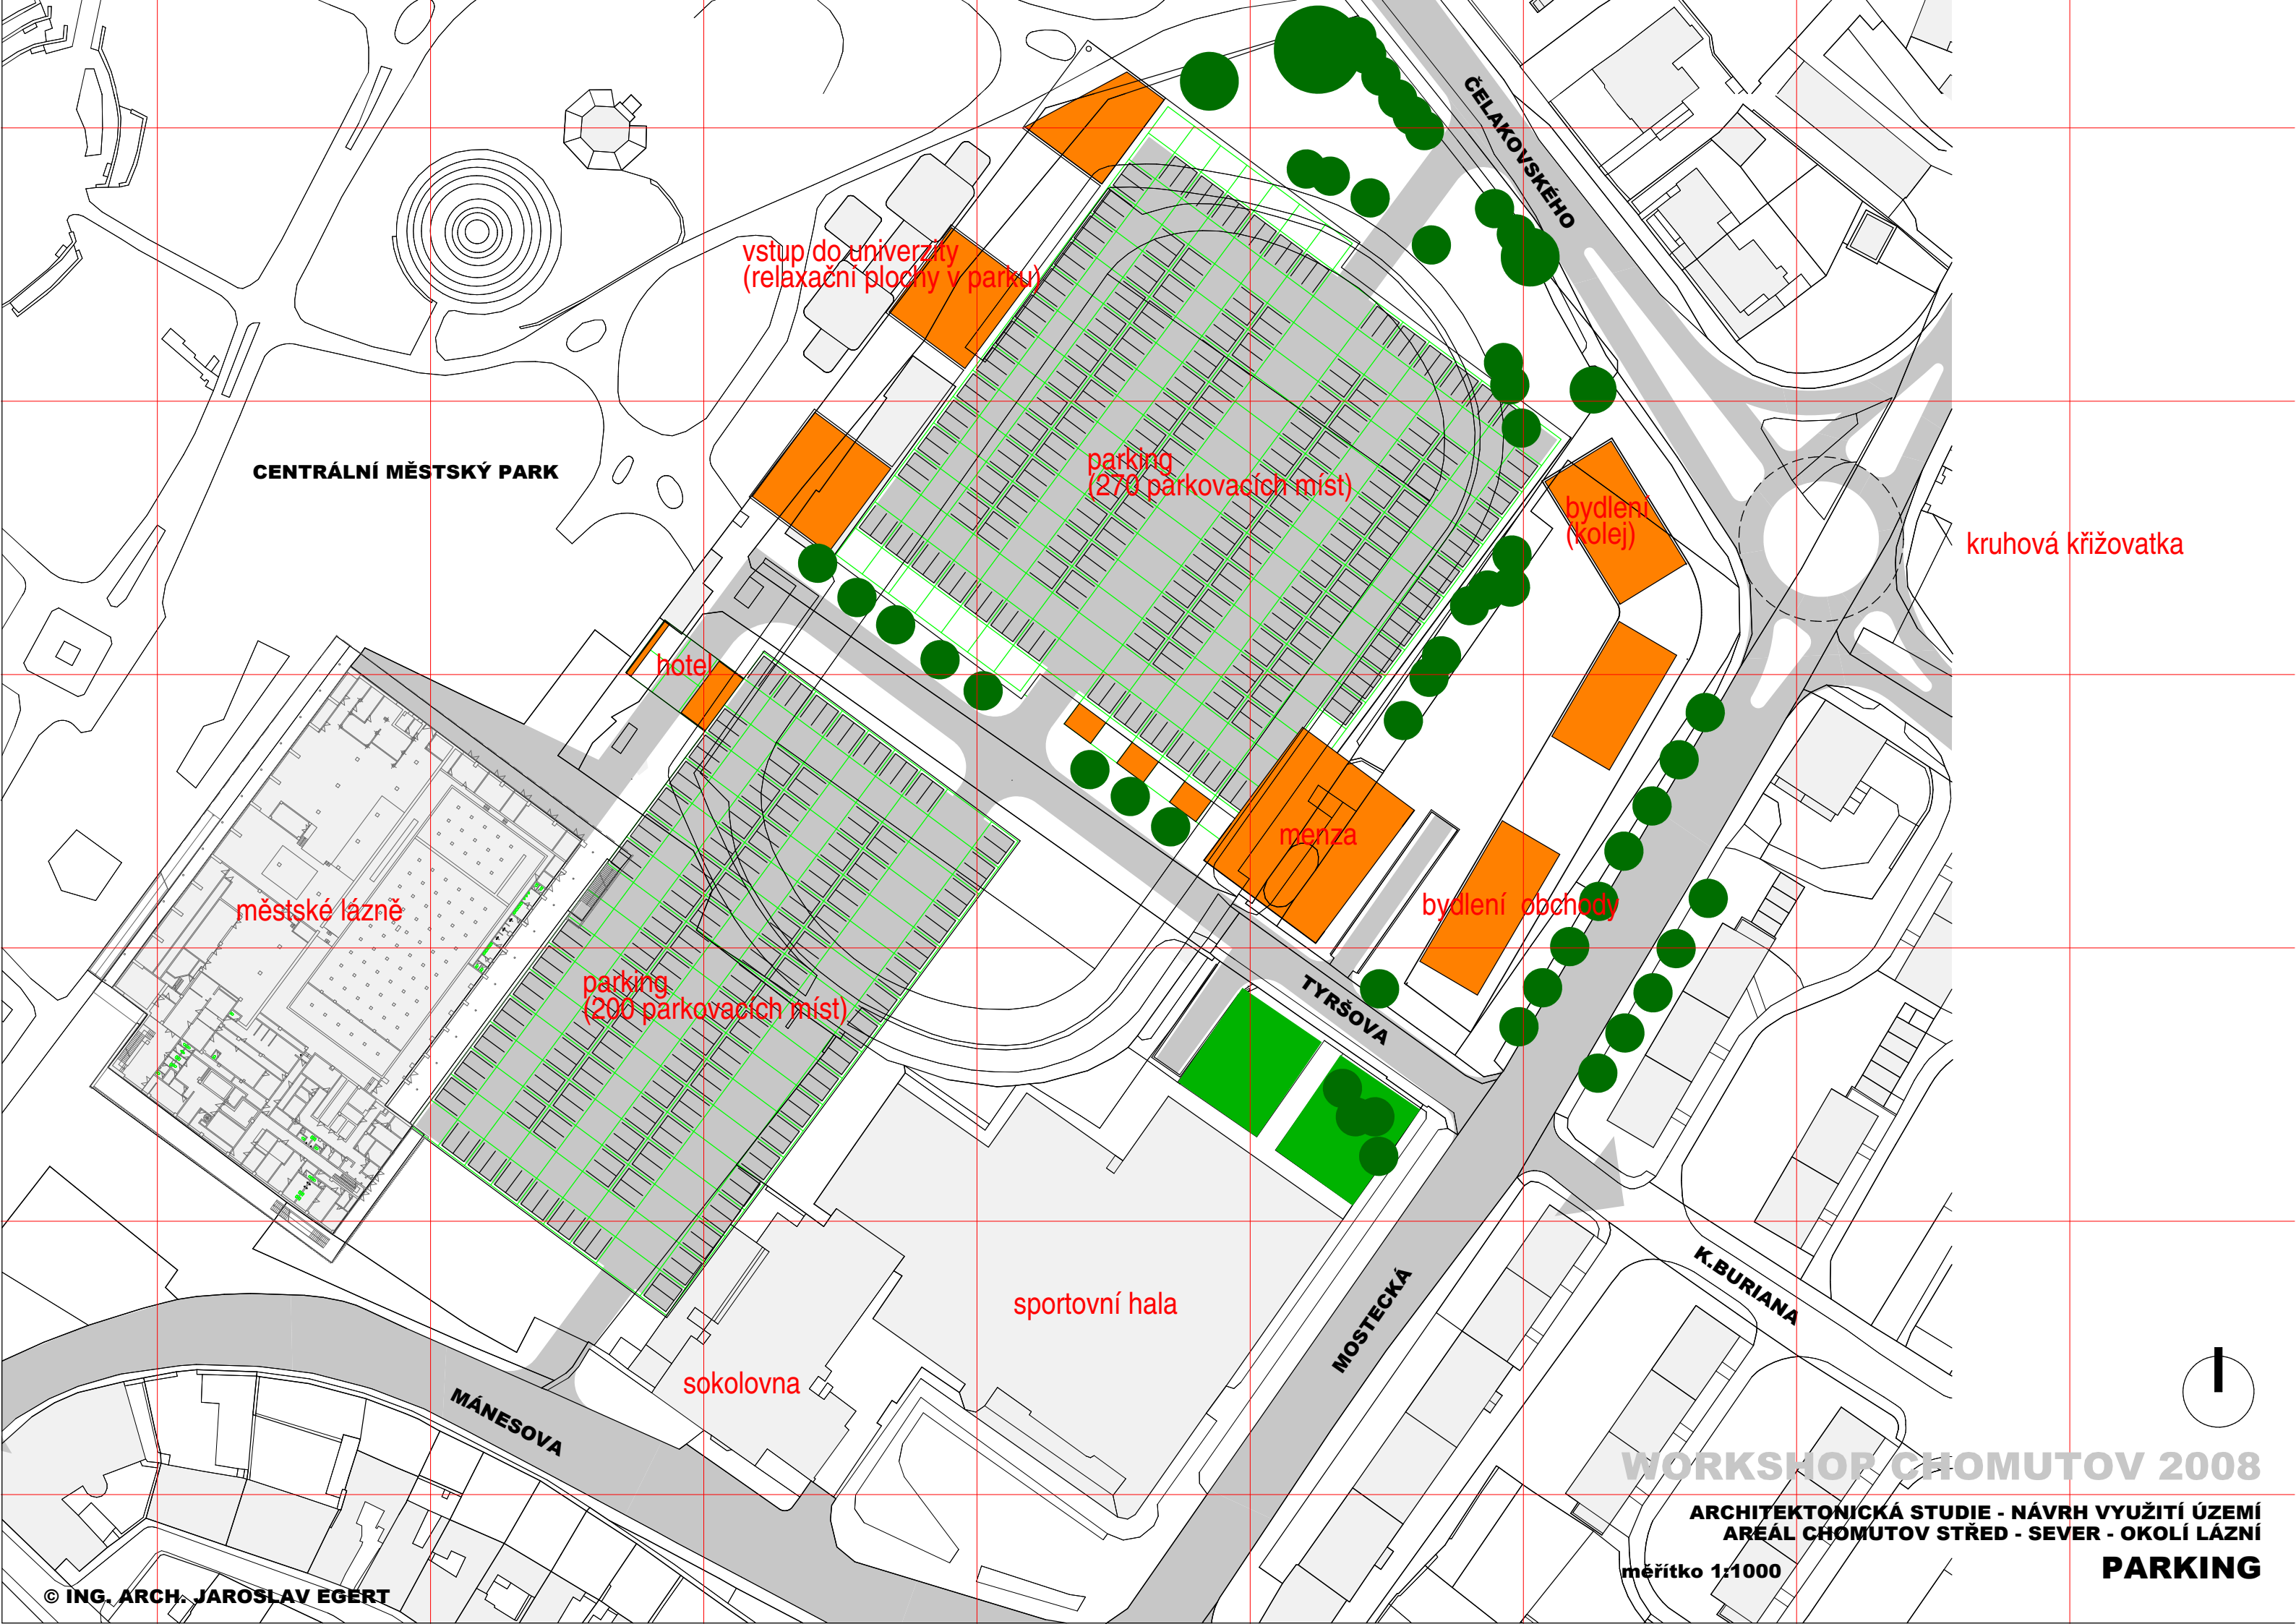 ČELAKOVSKÉHO
vstup do univerzity
(relaxační plochy v parku)
CENTRÁLNÍ MĚSTSKÝ PARK
parking
(270 parkovacích míst)
bydlení
(kolej)
kruhová křižovatka
hotel
menza
bydlení obchody
městské lázně
parking
(200 parkovacích míst)
TYRŠOVA
K.BURIANA
MOSTECKÁ
sportovní hala
sokolovna
MÁNESOVA
WORKSHOP CHOMUTOV 2008
ARCHITEKTONICKÁ STUDIE - NÁVRH VYUŽITÍ ÚZEMÍ
AREÁL CHOMUTOV STŘED - SEVER - OKOLÍ LÁZNÍ
měřítko 1:1000
PARKING
© ING. ARCH. JAROSLAV EGERT